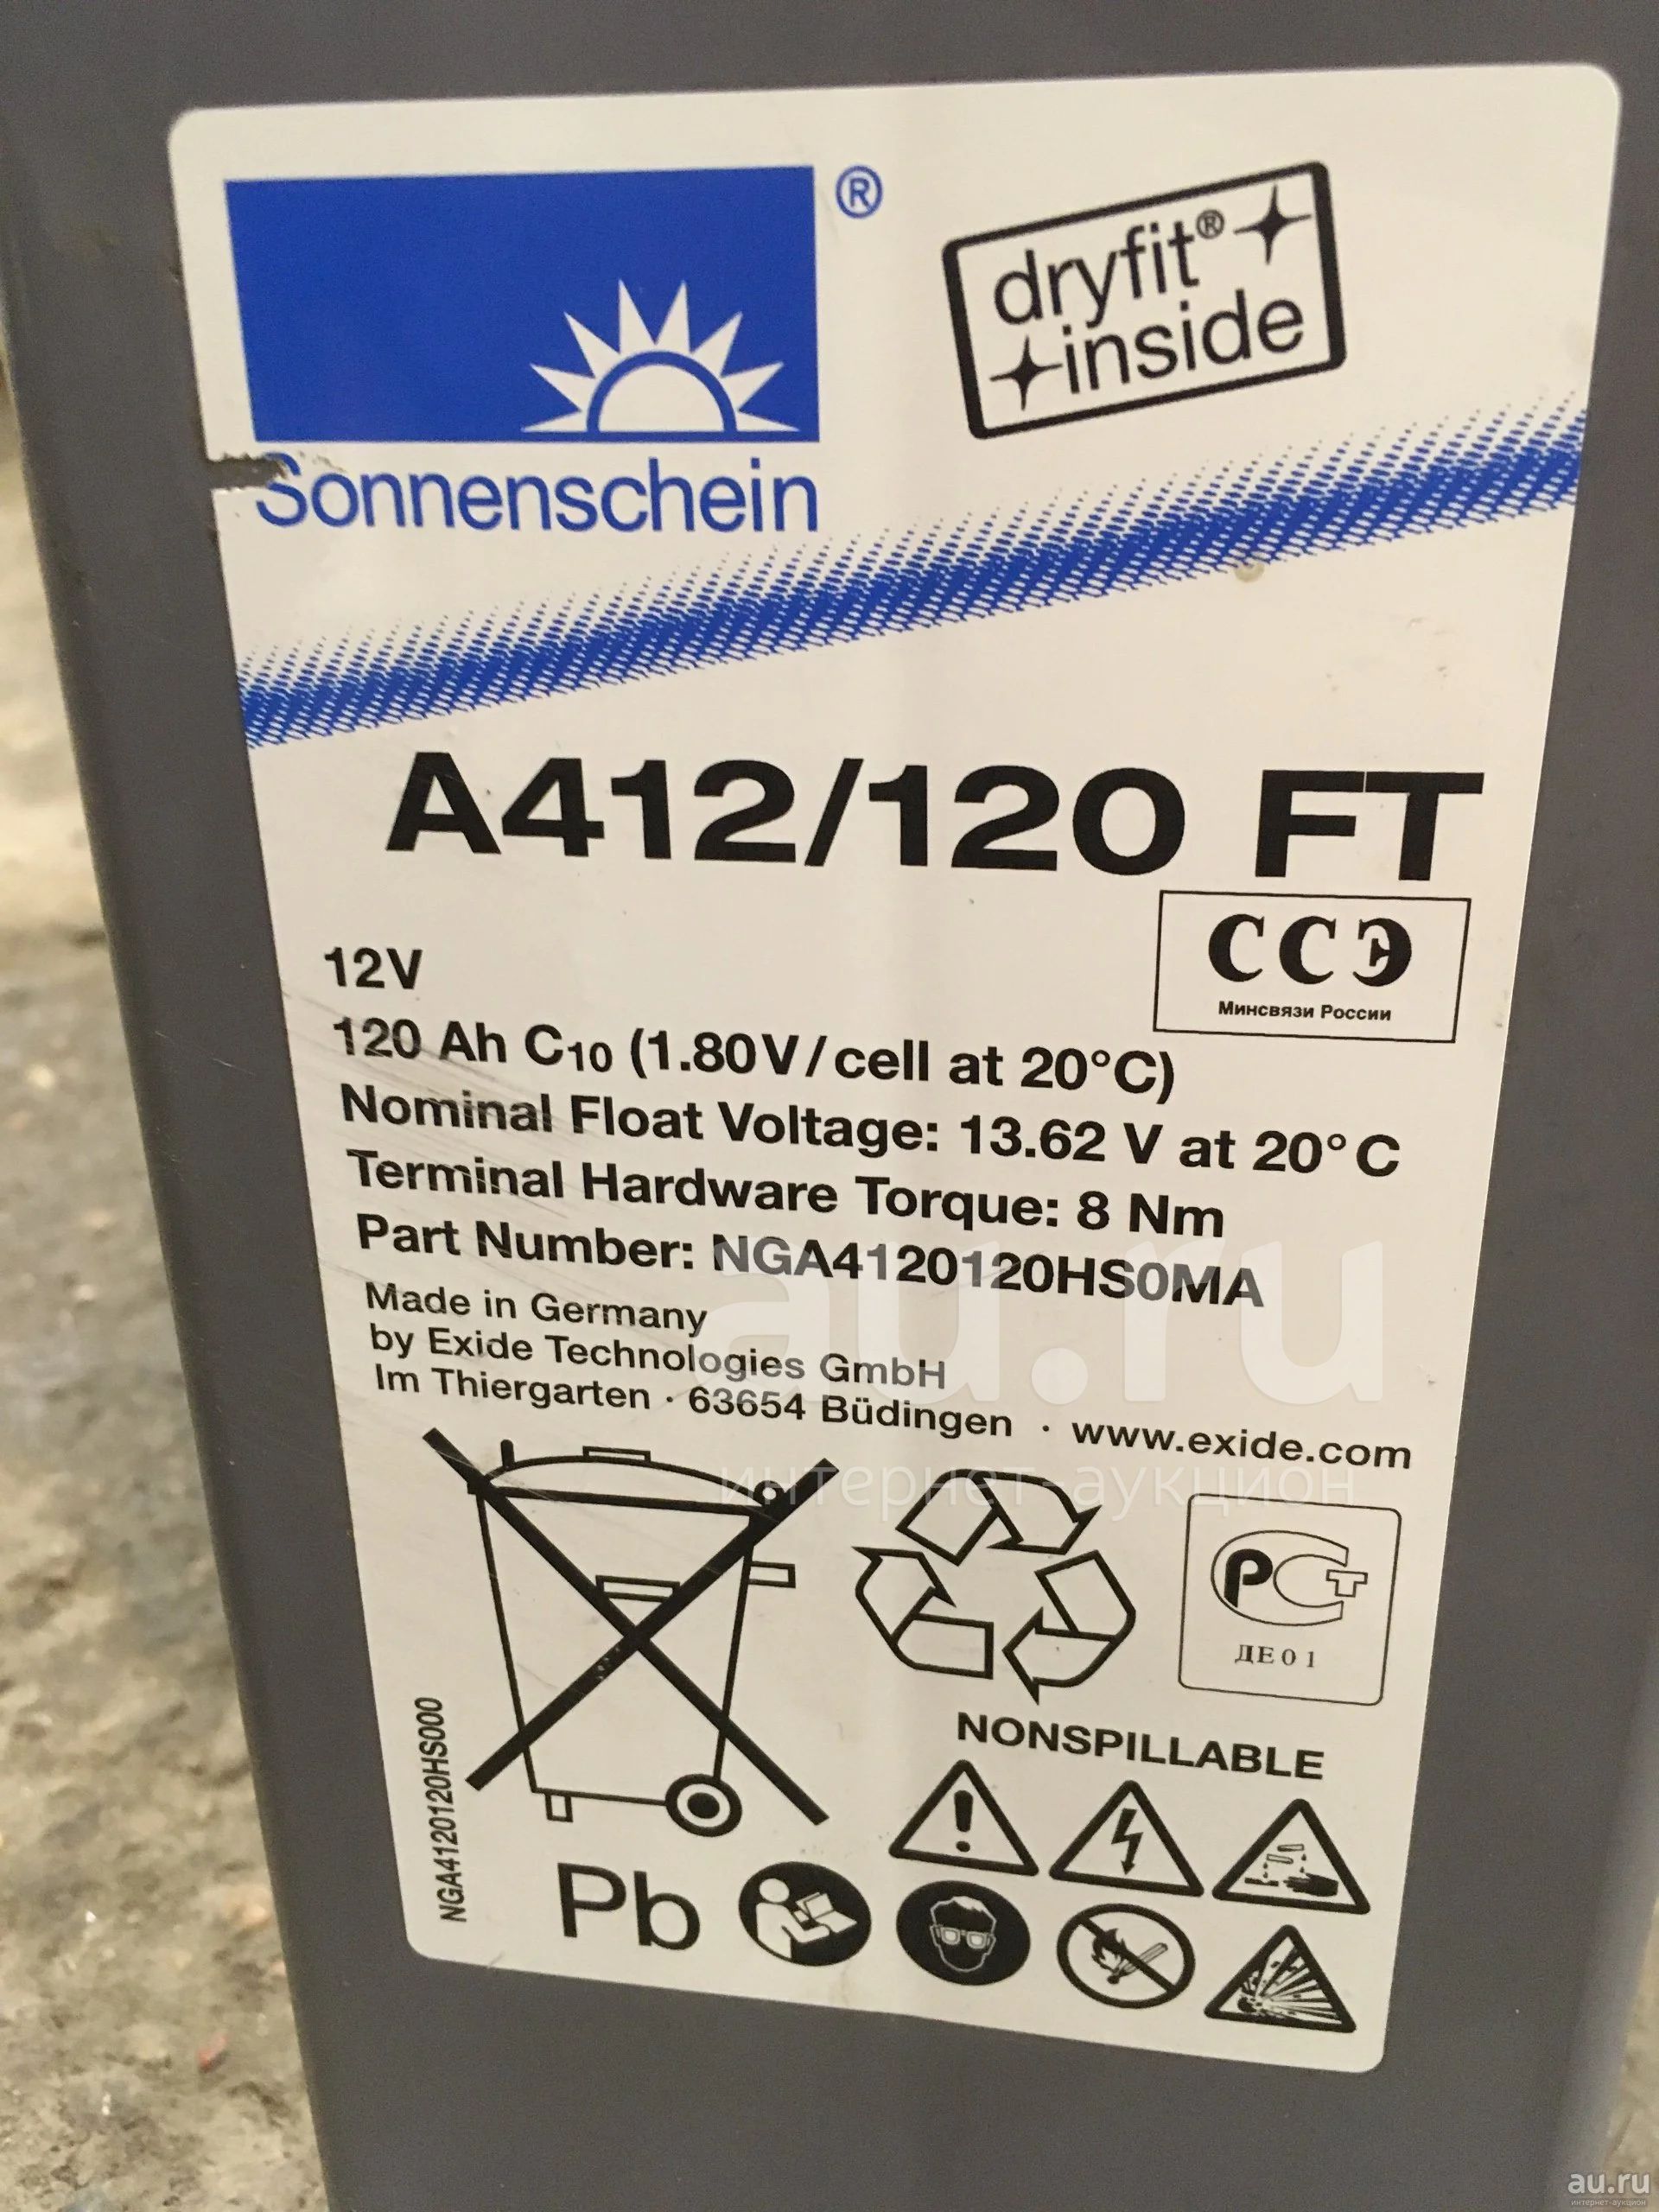 ®
dryfit®
inside
Sonnenschein
A412/120 FT
ССЭ
Минсвязи России
12V
120 Ah C10 (1.80V/cell at 20°C)
Nominal Float Voltage: 13.62 V at 20°C
Terminal Hardware Torque: 8 Nm
Part Number: NGA4120120HS0MA
Made in Germany
by Exide Technologies GmbH
Im Thiergarten · 63654 Büdingen · www.exide.com
au.ru
интернет-аукцион
РСТ
ДЕ01
NONSPILLABLE
NGA4120120HS000
Pb
au.ru
интернет-аукцион